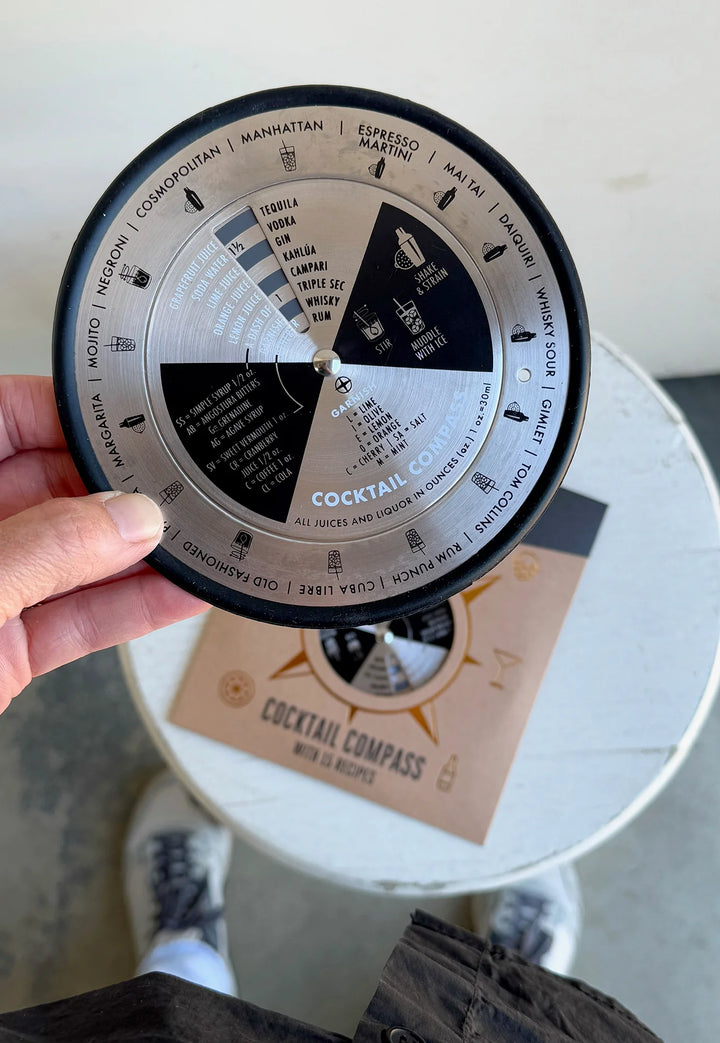 MANHATTAN | ESPRESSO MARTINI | MAI TAI | DAIQUIRI | WHISKY SOUR | GIMLET | TOM COLLINS | RUM PUNCH | CUBA LIBRE | OLD FASHIONED
MARGARITA | MOJITO | NEGRONI | COSMOPOLITAN |
TEQUILA
VODKA
GIN
KAHLÚA
CAMPARI
TRIPLE SEC
WHISKY
RUM
1½
1
GRAPEFRUIT JUICE
SODA WATER
LIME JUICE
ORANGE JUICE
LEMON JUICE
DASH OF
SHAKE
& STRAIN
STIR
MUDDLE
WITH ICE
SS = SIMPLE SYRUP 1/2 oz.
AB = ANGOSTURA BITTERS
G = GRENADINE
AG = AGAVE SYRUP
SV = SWEET VERMOUTH 1 oz.
CR = CRANBERRY
JUICE 1/2 oz.
C = COFFEE 1 oz.
CL = COLA
GARNISH
L = LIME
= OLIVE
E = LEMON
O = ORANGE
C = CHERRY | SA = SALT
M = MINT
COCKTAIL COMPASS
ALL JUICES AND LIQUOR IN OUNCES (oz.) 1 oz.=30ml
COCKTAIL COMPASS
WITH 15 RECIPES